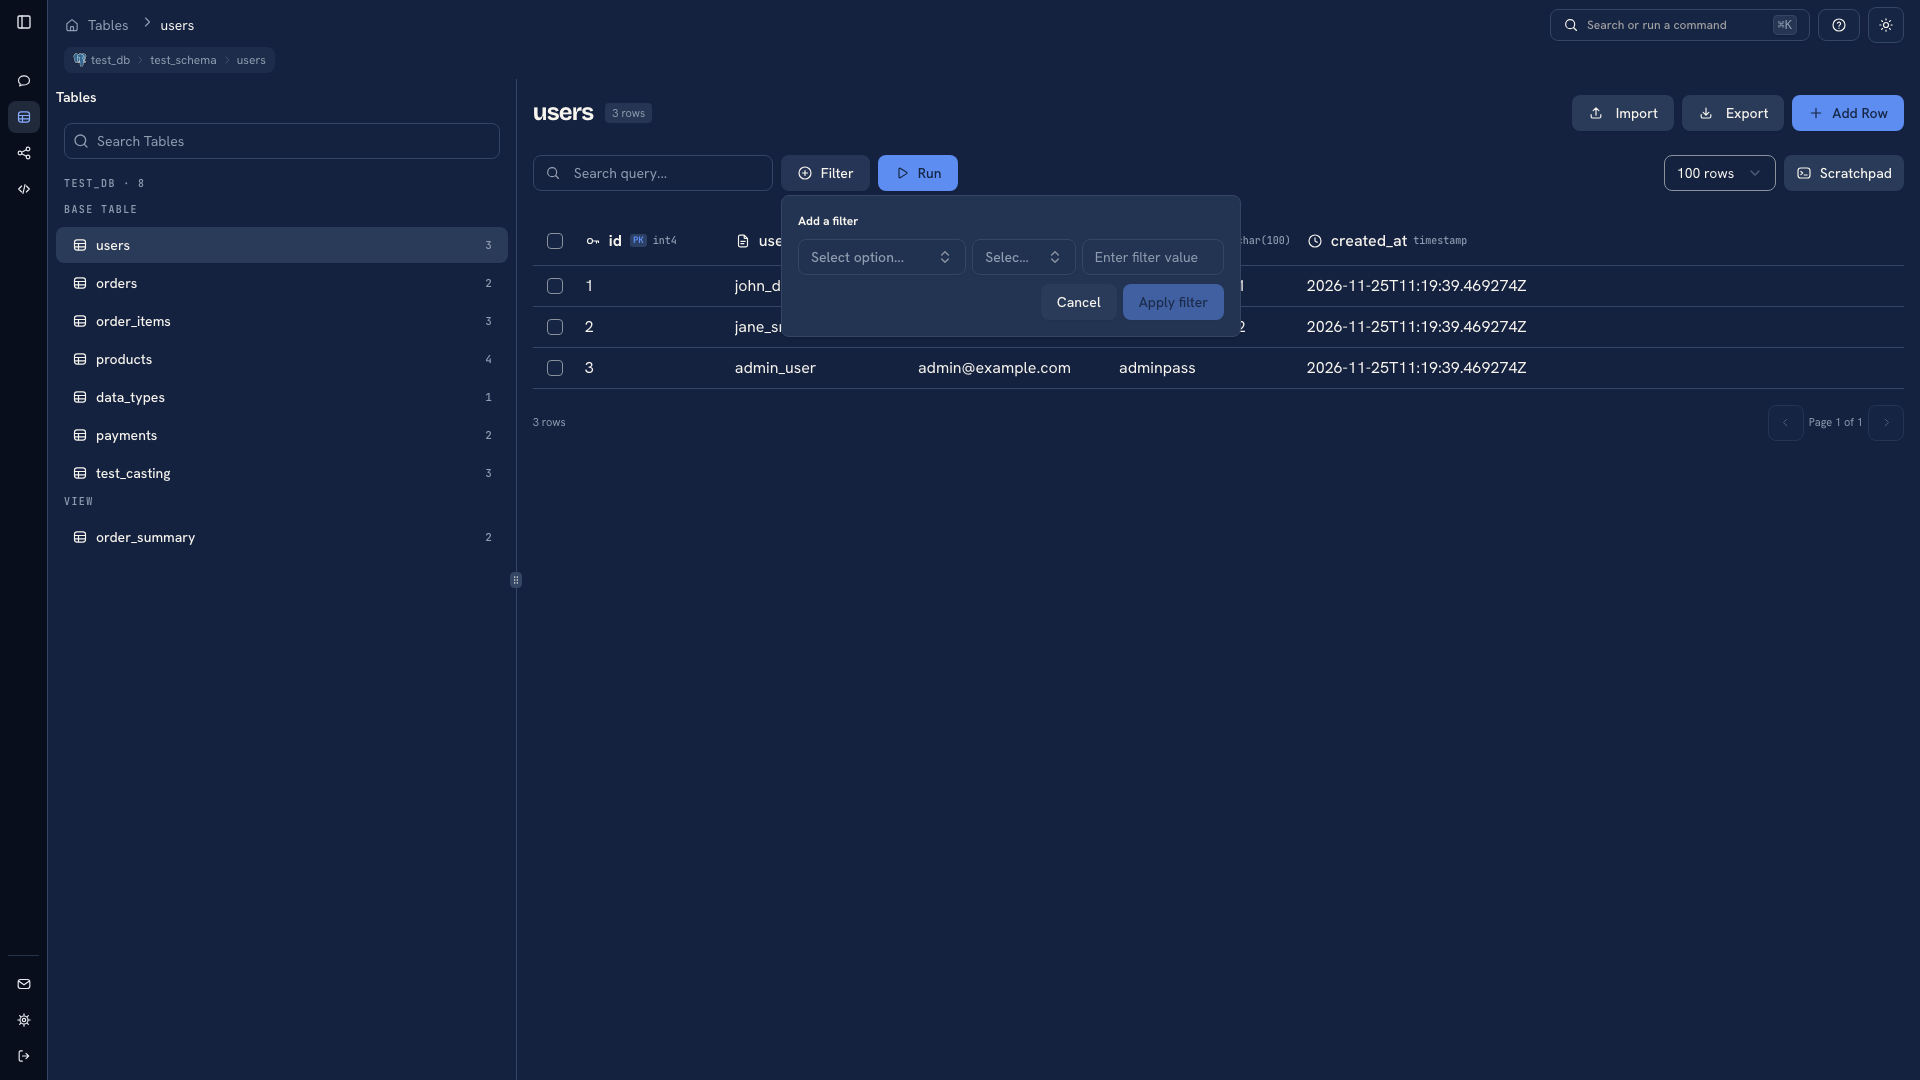 Tables > users
Search or run a command ⌘K
test_db > test_schema > users
Tables
Search Tables
TEST_DB · 8
BASE TABLE
users 3
orders 2
order_items 3
products 4
data_types 1
payments 2
test_casting 3
VIEW
order_summary 2
users 3 rows
Import
Export
Add Row
Search query...
Filter
Run
100 rows
Scratchpad
Add a filter
Select option...
Selec...
Enter filter value
Cancel
Apply filter
id PK int4 use char(100) created_at timestamp
1 john_d 1 2026-11-25T11:19:39.469274Z
2 jane_s 2 2026-11-25T11:19:39.469274Z
3 admin_user admin@example.com adminpass 2026-11-25T11:19:39.469274Z
3 rows
Page 1 of 1